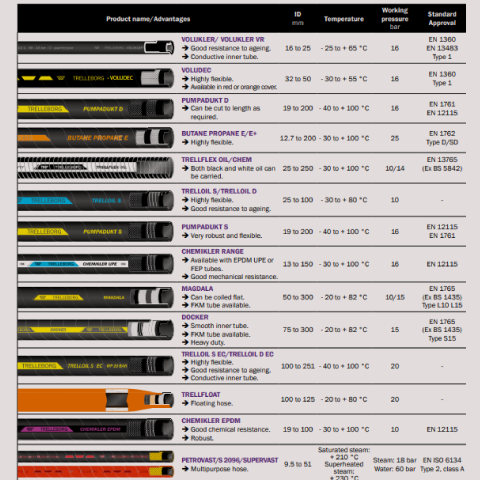 Product name/Advantages
ID
mm
Temperature
Working
pressure
bar
Standard
Approval
VOLUKLER/ VOLUKLER VR
➔ Good resistance to ageing.
➔ Conductive inner tube.
16 to 25
- 25 to + 65 °C
16
EN 1360
EN 13483
Type 1
TRELLEBORG - VOLUDEC
VOLUDEC
➔ Highly flexible.
➔ Available in red or orange cover.
32 to 50
- 30 to + 55 °C
16
EN 1360
Type 1
TRELLEBORG PUMPADUKT D
PUMPADUKT D
➔ Can be cut to length as
required.
19 to 200
- 40 to + 100 °C
16
EN 1761
EN 12115
BUTANE PROPANE E
BUTANE PROPANE E/E+
➔ Highly flexible.
12.7 to 200
- 30 to + 100 °C
25
EN 1762
Type D/SD
TRELLFLEX OIL/CHEM
➔ Both black and white oil can
be carried.
25 to 250
- 30 to + 100 °C
10/14
EN 13765
(Ex BS 5842)
TRELLEBORG TRELLOIL S
TRELLOIL S/TRELLOIL D
➔ Highly flexible.
➔ Good resistance to ageing.
25 to 100
- 30 to + 80 °C
10
-
TRELLEBORG PUMPADUKT S
PUMPADUKT S
➔ Very robust and flexible.
19 to 200
- 40 to + 100 °C
16
EN 12115
EN 1761
TRELLEBORG CHEMIKLER UPE
CHEMIKLER RANGE
➔ Available with EPDM UPE or
FEP tubes.
➔ Good mechanical resistance.
13 to 150
- 30 to + 100 °C
16
EN 12115
TRELLEBORG MAGDALA
MAGDALA
➔ Can be coiled flat.
➔ FKM tube available.
50 to 300
- 20 to + 82 °C
10/15
EN 1765
(Ex BS 1435)
Type L10 L15
DOCKER TRELLEBORG
DOCKER
➔ Smooth inner tube.
➔ FKM tube available.
➔ Heavy duty.
75 to 300
- 20 to + 82 °C
15
EN 1765
(Ex BS 1435)
Type S15
TRELLEBORG TRELLOIL S EC
TRELLOIL S EC/TRELLOIL D EC
➔ Highly flexible.
➔ Good resistance to ageing.
➔ Conductive inner tube.
100 to 251
- 40 to + 100 °C
20
-
TRELLFLOAT
➔ Floating hose.
100 to 125
- 20 to + 80 °C
20
-
TRELLEBORG CHEMIKLER EPDM
CHEMIKLER EPDM
➔ Good chemical resistance.
➔ Robust.
19 to 100
- 30 to + 100 °C
10
EN 12115
PETROVAST/S 2096/SUPERVAST
➔ Multipurpose hose.
9.5 to 51
Saturated steam:
+ 210 °C
Superheated
steam:
+ 230 °C
Steam: 18 bar
Water: 60 bar
EN ISO 6134
Type 2, class A